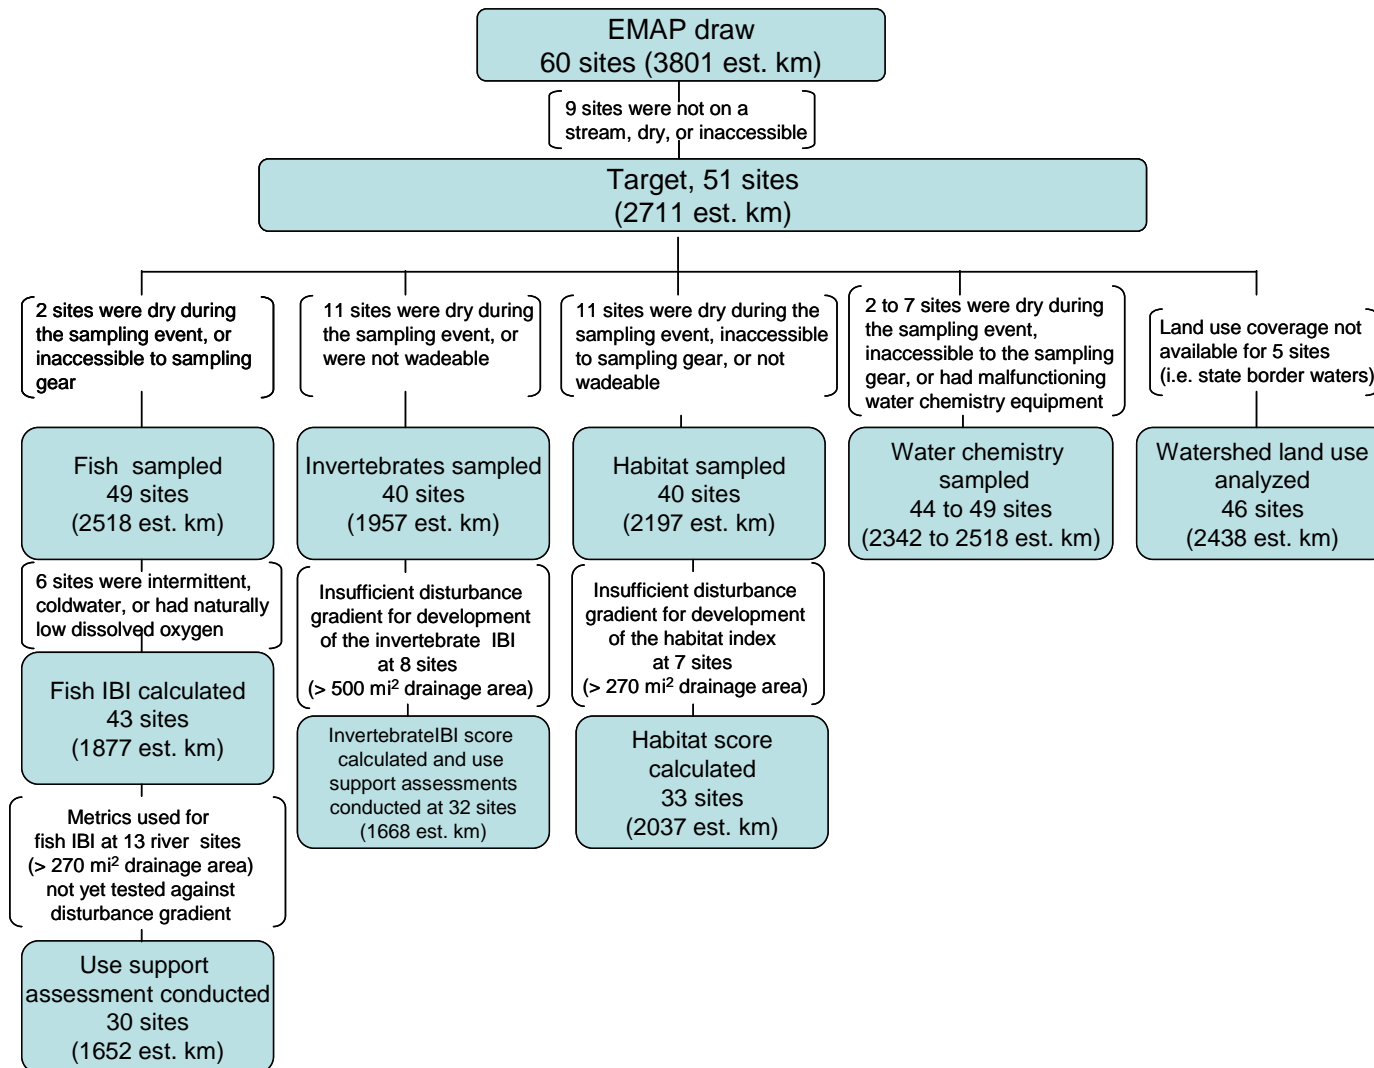 EMAP draw
60 sites (3801 est. km)
9 sites were not on a
stream, dry, or inaccessible
Target, 51 sites
(2711 est. km)
2 sites were dry during
the sampling event, or
inaccessible to sampling
gear
11 sites were dry during
the sampling event, or
were not wadeable
11 sites were dry during the
sampling event, inaccessible
to sampling gear, or not
wadeable
2 to 7 sites were dry during
the sampling event,
inaccessible to the sampling
gear, or had malfunctioning
water chemistry equipment
Land use coverage not
available for 5 sites
(i.e. state border waters)
Fish sampled
49 sites
(2518 est. km)
Invertebrates sampled
40 sites
(1957 est. km)
Habitat sampled
40 sites
(2197 est. km)
Water chemistry
sampled
44 to 49 sites
(2342 to 2518 est. km)
Watershed land use
analyzed
46 sites
(2438 est. km)
6 sites were intermittent,
coldwater, or had naturally
low dissolved oxygen
Insufficient disturbance
gradient for development
of the invertebrate IBI
at 8 sites
(> 500 mi² drainage area)
Insufficient disturbance
gradient for development
of the habitat index
at 7 sites
(> 270 mi² drainage area)
Fish IBI calculated
43 sites
(1877 est. km)
InvertebrateIBI score
calculated and use
support assessments
conducted at 32 sites
(1668 est. km)
Habitat score
calculated
33 sites
(2037 est. km)
Metrics used for
fish IBI at 13 river sites
(> 270 mi² drainage area)
not yet tested against
disturbance gradient
Use support
assessment conducted
30 sites
(1652 est. km)